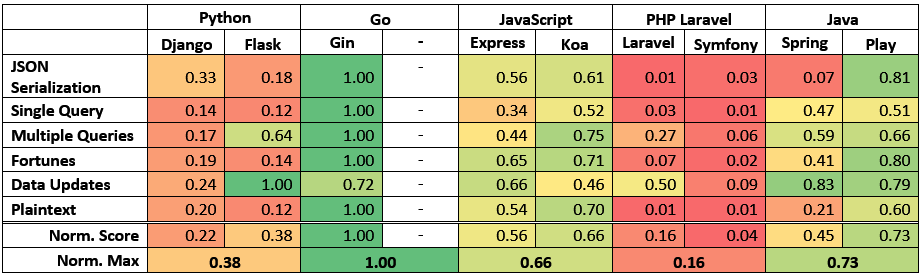 Python Go JavaScript PHP Laravel Java
Django Flask Gin - Express Koa Laravel Symfony Spring Play
JSON
Serialization 0.33 0.18 1.00 - 0.56 0.61 0.01 0.03 0.07 0.81
Single Query 0.14 0.12 1.00 - 0.34 0.52 0.03 0.01 0.47 0.51
Multiple Queries 0.17 0.64 1.00 - 0.44 0.75 0.27 0.06 0.59 0.66
Fortunes 0.19 0.14 1.00 - 0.65 0.71 0.07 0.02 0.41 0.80
Data Updates 0.24 1.00 0.72 - 0.66 0.46 0.50 0.09 0.83 0.79
Plaintext 0.20 0.12 1.00 - 0.54 0.70 0.01 0.01 0.21 0.60
Norm. Score 0.22 0.38 1.00 - 0.56 0.66 0.16 0.04 0.45 0.73
Norm. Max 0.38 1.00 0.66 0.16 0.73